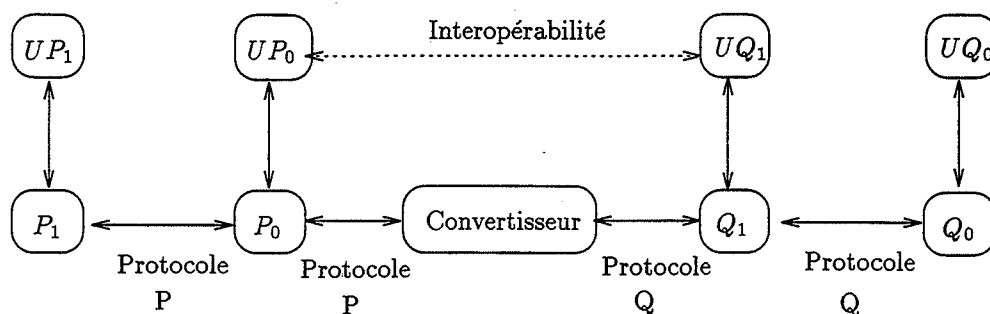 Interopérabilité
UP₁
UP₀
UQ₁
UQ₀
P₁
P₀
Convertisseur
Q₁
Q₀
Protocole
P
Protocole
P
Protocole
Q
Protocole
Q